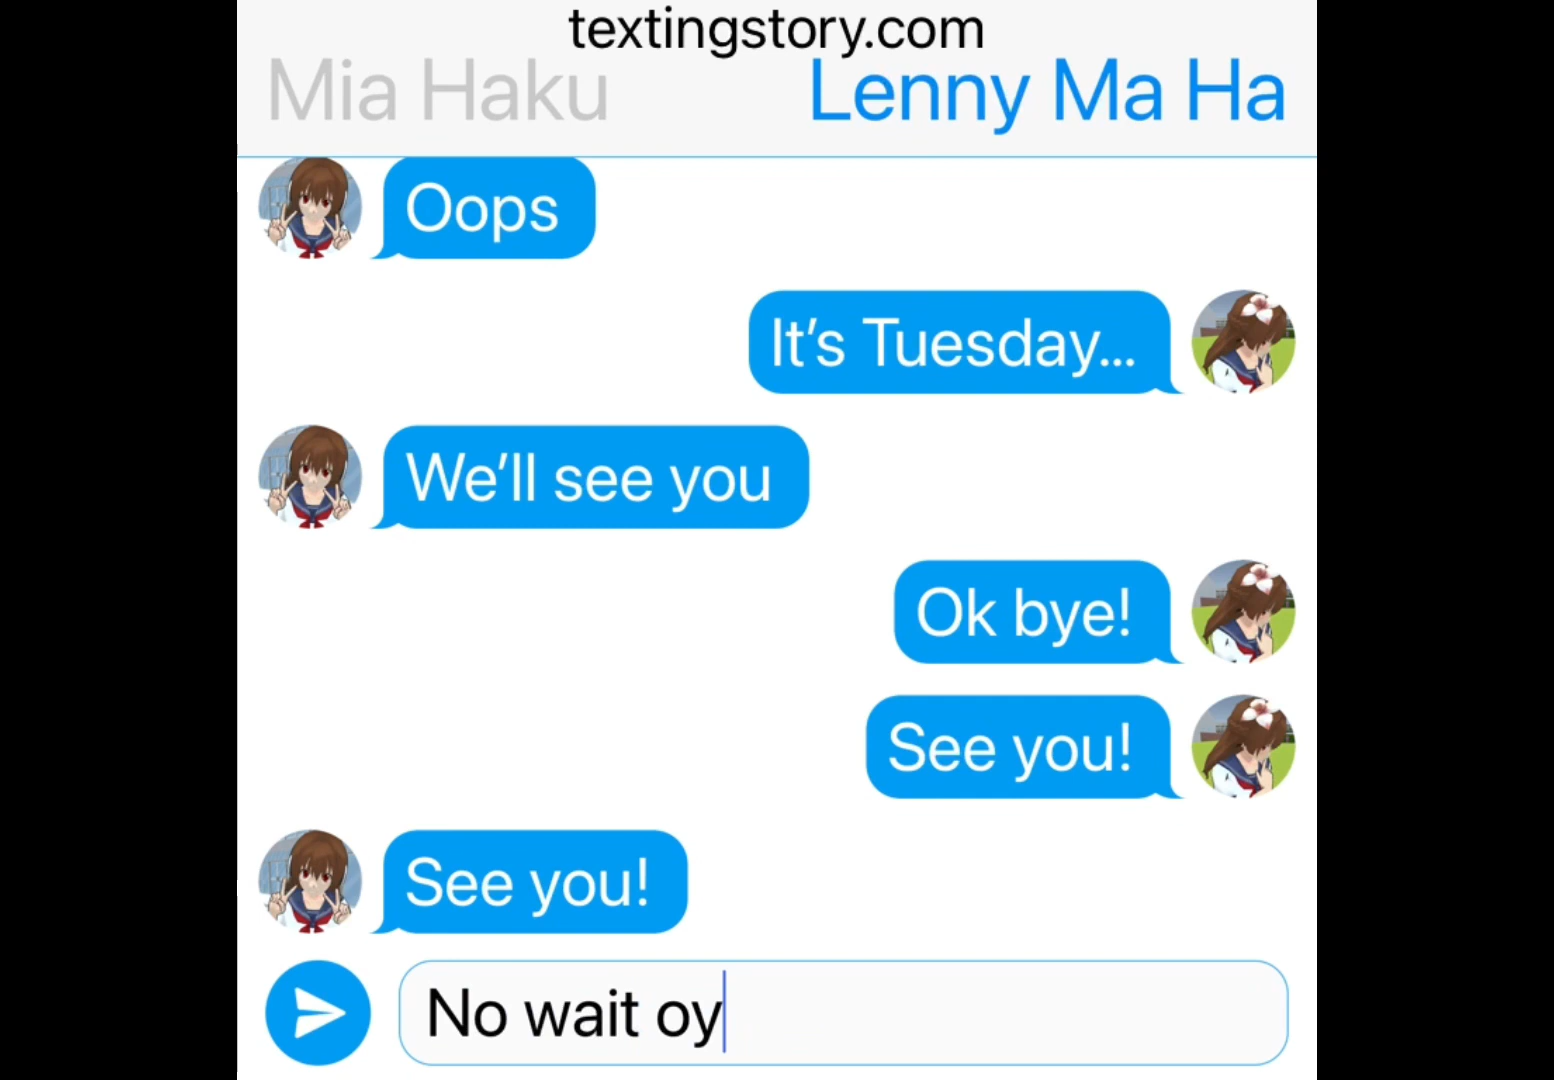 textingstory.com
Mia Haku
Lenny Ma Ha
Oops
It’s Tuesday...
We’ll see you
Ok bye!
See you!
See you!
No wait oy